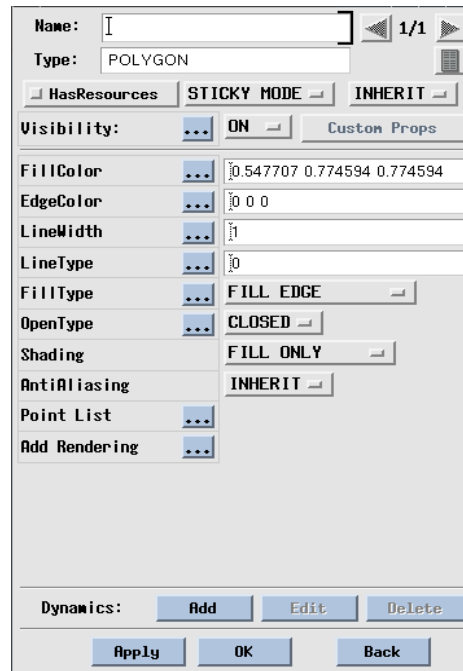 Name: 1/1
Type: POLYGON
HasResources STICKY MODE INHERIT
Visibility: ... ON Custom Props
FillColor ... 0.547707 0.774594 0.774594
EdgeColor ... 0 0 0
LineWidth ... 1
LineType ... 0
FillType ... FILL EDGE
OpenType ... CLOSED
Shading FILL ONLY
AntiAliasing INHERIT
Point List ...
Add Rendering ...
Dynamics: Add Edit Delete
Apply OK Back